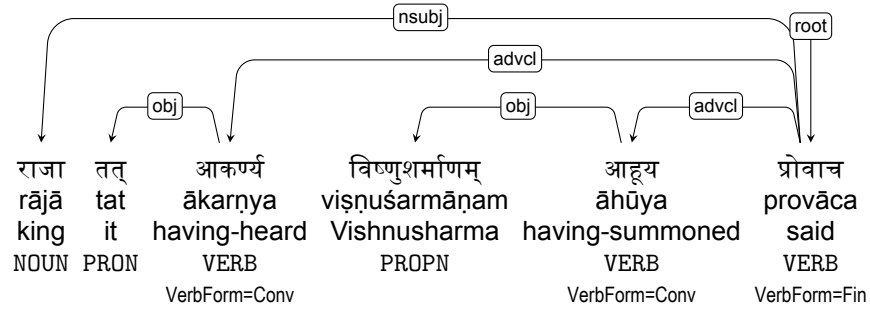 nsubj
root
advcl
obj obj advcl
राजा तत् आकर्ण्य विष्णुशर्माणम् आहूय प्रोवाच
rājā tat ākarṇya viṣṇuśarmāṇam āhūya provāca
king it having-heard Vishnusharma having-summoned said
NOUN PRON VERB PROPN VERB VERB
VerbForm=Conv VerbForm=Conv VerbForm=Fin